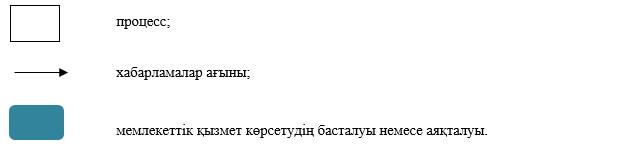 процесс;
хабарламалар ағыны;
мемлекеттік қызмет көрсетудің басталуы немесе аяқталуы.